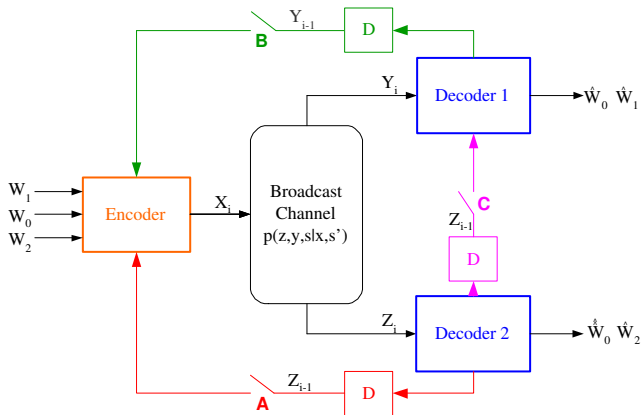 Y_{i-1}
D
B
Y_i
Decoder 1
Ŵ_0 Ŵ_1
W_1
W_0
W_2
Encoder
X_i
Broadcast
Channel
p(z,y,s|x,s’)
C
Z_{i-1}
D
Z_i
Decoder 2
Ŵ̂_0 Ŵ_2
A
Z_{i-1}
D